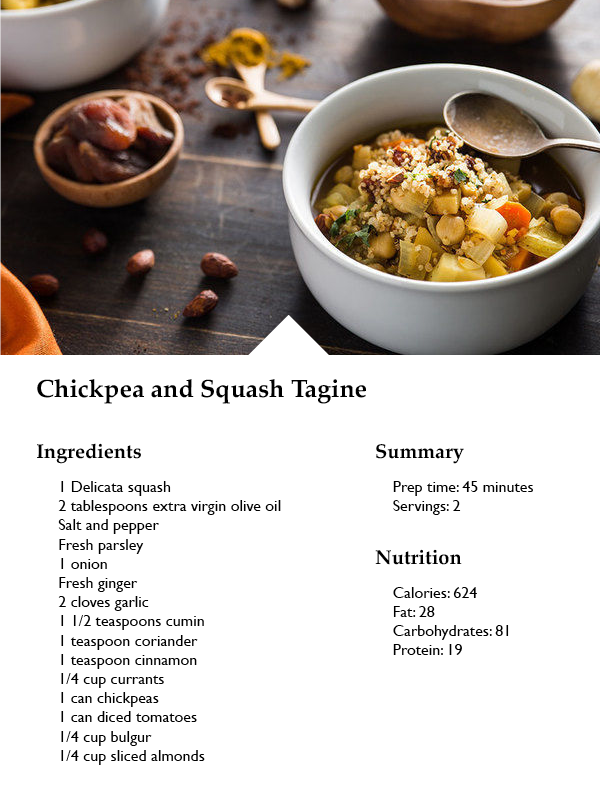 Chickpea and Squash Tagine
Ingredients
1 Delicata squash
2 tablespoons extra virgin olive oil
Salt and pepper
Fresh parsley
1 onion
Fresh ginger
2 cloves garlic
1 1/2 teaspoons cumin
1 teaspoon coriander
1 teaspoon cinnamon
1/4 cup currants
1 can chickpeas
1 can diced tomatoes
1/4 cup bulgur
1/4 cup sliced almonds
Summary
Prep time: 45 minutes
Servings: 2
Nutrition
Calories: 624
Fat: 28
Carbohydrates: 81
Protein: 19